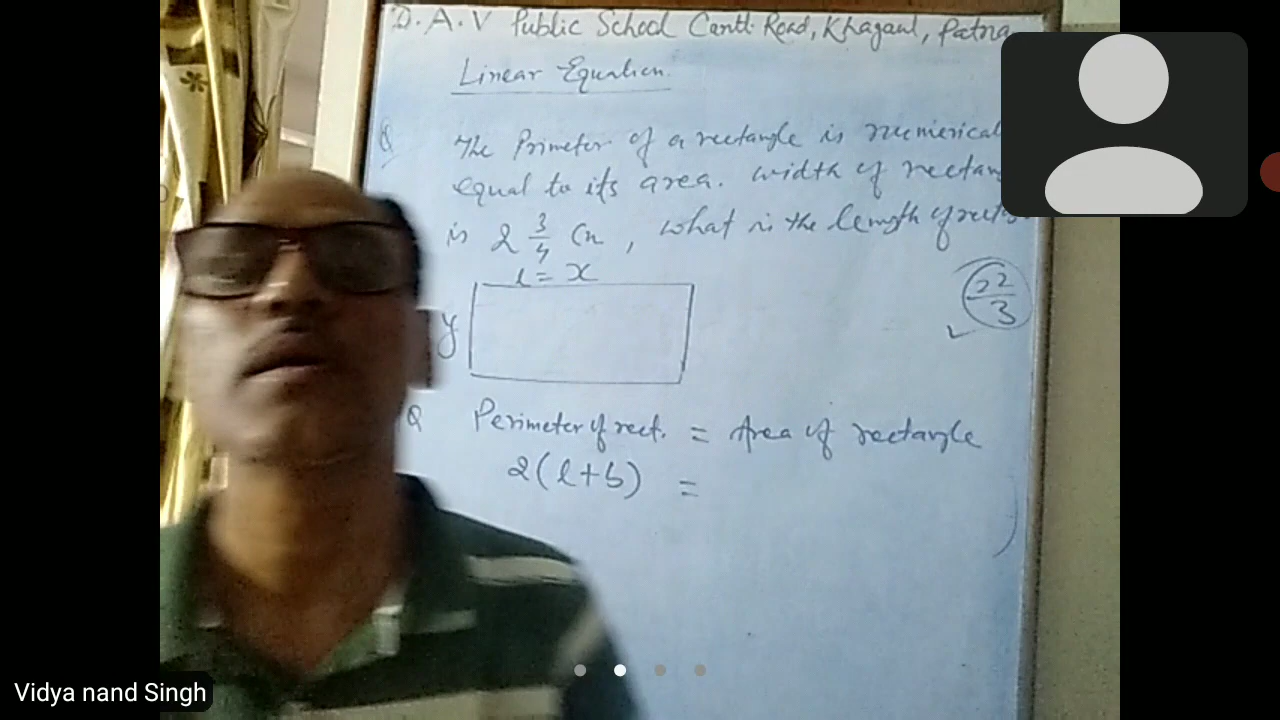 D. A. V Public School Cantt. Road, Khagaul, Patna
Linear Equation.
Q The Primeter of a rectangle is numerical
equal to its area. width of rectan
is 2 3/4 Cm, what is the length of rect
l = x
22/3
y
Q Perimeter of rect. = Area of rectangle
2(l+b) =
Vidya nand Singh